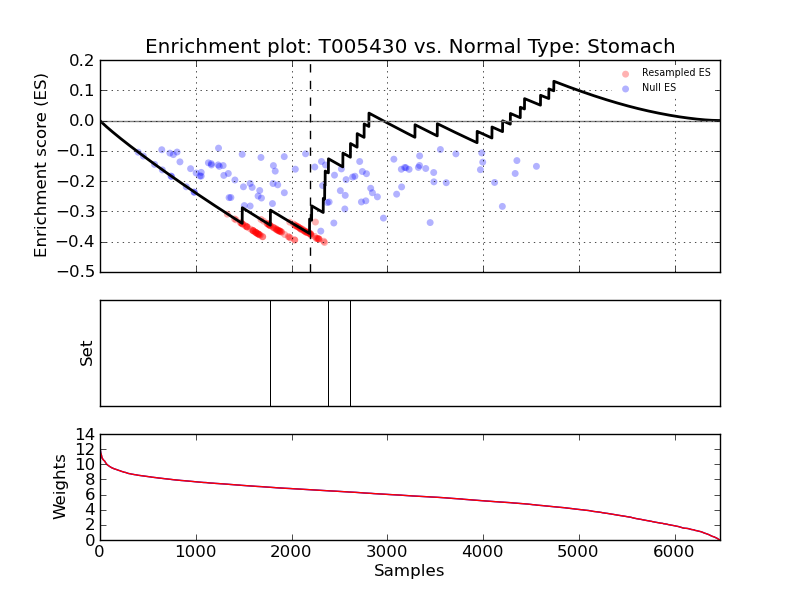 Enrichment plot: T005430 vs. Normal Type: Stomach
Enrichment score (ES)
0.2
0.1
0.0
−0.1
−0.2
−0.3
−0.4
−0.5
Resampled ES
Null ES
Set
Weights
14
12
10
8
6
4
2
0
0 1000 2000 3000 4000 5000 6000
Samples